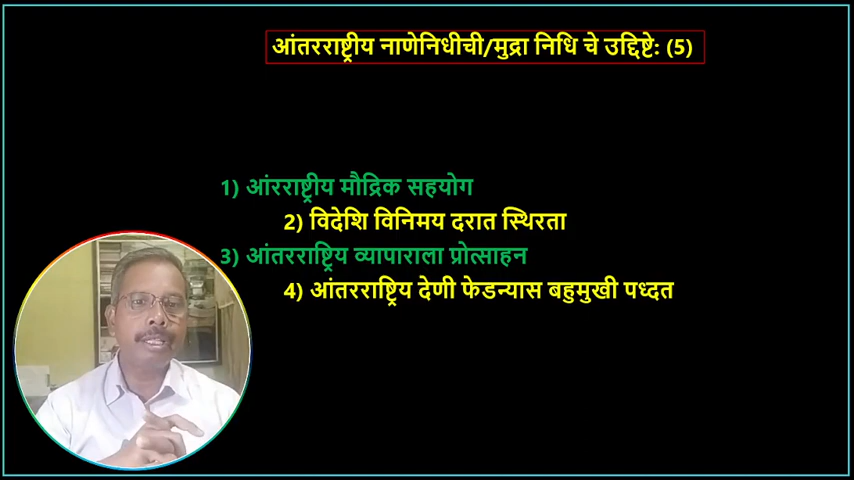 आंतरराष्ट्रीय नाणेनिधीची/मुद्रा निधि चे उद्दिष्टे: (5)
1) आंरराष्ट्रीय मौद्रिक सहयोग
2) विदेशि विनिमय दरात स्थिरता
3) आंतरराष्ट्रिय व्यापाराला प्रोत्साहन
4) आंतरराष्ट्रिय देणी फेडन्यास बहुमुखी पध्दत